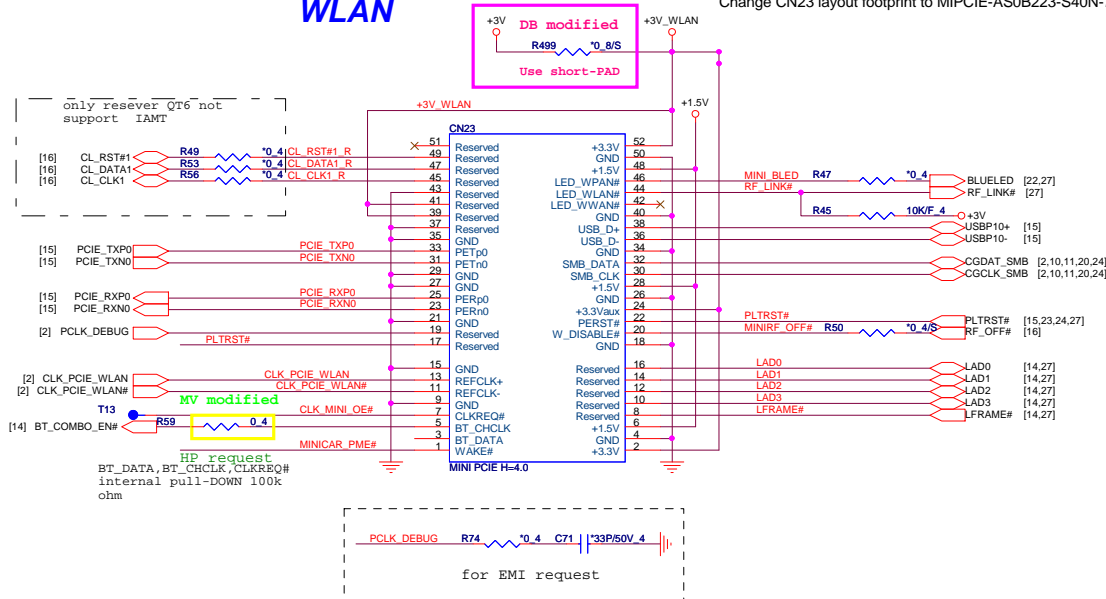 WLAN
Change CN23 layout footprint to MIPCIE-AS0B223-S40N-
+3V
DB modified
+3V_WLAN
R499
*0_8/S
Use short-PAD
only resever QT6 not
support IAMT
+3V_WLAN
+1.5V
[16] CL_RST#1 R49 *0_4 CL_RST#1_R
[16] CL_DATA1 R53 *0_4 CL_DATA1_R
[16] CL_CLK1 R56 *0_4 CL_CLK1_R
CN23
51 Reserved +3.3V 52
49 Reserved GND 50
47 Reserved +1.5V 48
45 Reserved LED_WPAN# 46
43 Reserved LED_WLAN# 44
41 Reserved LED_WWAN# 42
39 Reserved GND 40
37 Reserved USB_D+ 38
35 GND USB_D- 36
33 PETp0 GND 34
31 PETn0 SMB_DATA 32
29 GND SMB_CLK 30
27 GND +1.5V 28
25 PERp0 GND 26
23 PERn0 +3.3Vaux 24
21 GND PERST# 22
19 Reserved W_DISABLE# 20
17 Reserved GND 18
15 GND Reserved 16
13 REFCLK+ Reserved 14
11 REFCLK- Reserved 12
9 GND Reserved 10
7 CLKREQ# Reserved 8
5 BT_CHCLK +1.5V 6
3 BT_DATA GND 4
1 WAKE# +3.3V 2
MINI PCIE H=4.0
MINI_BLED R47 *0_4 BLUELED [22,27]
RF_LINK# RF_LINK# [27]
R45 10K/F_4 +3V
USBP10+ [15]
USBP10- [15]
CGDAT_SMB [2,10,11,20,24]
CGCLK_SMB [2,10,11,20,24]
PLTRST# PLTRST# [15,23,24,27]
MINIRF_OFF# R50 *0_4/S RF_OFF# [16]
LAD0 LAD0 [14,27]
LAD1 LAD1 [14,27]
LAD2 LAD2 [14,27]
LAD3 LAD3 [14,27]
LFRAME# LFRAME# [14,27]
[15] PCIE_TXP0 PCIE_TXP0
[15] PCIE_TXN0 PCIE_TXN0
[15] PCIE_RXP0 PCIE_RXP0
[15] PCIE_RXN0 PCIE_RXN0
[2] PCLK_DEBUG
PLTRST#
[2] CLK_PCIE_WLAN CLK_PCIE_WLAN
[2] CLK_PCIE_WLAN# CLK_PCIE_WLAN#
MV modified
T13 CLK_MINI_OE#
[14] BT_COMBO_EN# R59 0_4
MINICAR_PME#
HP request
BT_DATA,BT_CHCLK,CLKREQ#
internal pull-DOWN 100k
ohm
PCLK_DEBUG R74 *0_4 C71 *33P/50V_4
for EMI request